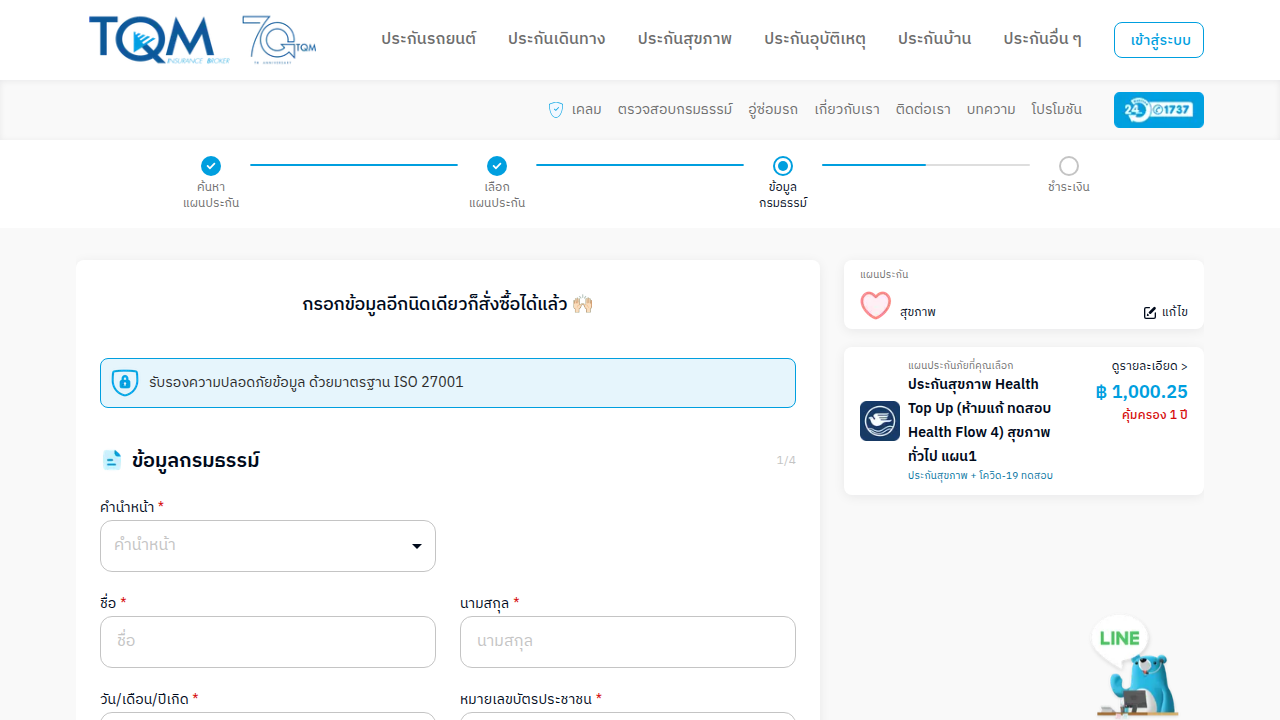 TQM
INSURANCE BROKER
TQM
70 ANNIVERSARY
ประกันรถยนต์
ประกันเดินทาง
ประกันสุขภาพ
ประกันอุบัติเหตุ
ประกันบ้าน
ประกันอื่น ๆ
เข้าสู่ระบบ
เคลม
ตรวจสอบกรมธรรม์
อู่ซ่อมรถ
เกี่ยวกับเรา
ติดต่อเรา
บทความ
โปรโมชัน
24 1737
ค้นหา
แผนประกัน
เลือก
แผนประกัน
ข้อมูล
กรมธรรม์
ชำระเงิน
กรอกข้อมูลอีกนิดเดียวก็สั่งซื้อได้แล้ว 🙌🏻
รับรองความปลอดภัยข้อมูล ด้วยมาตรฐาน ISO 27001
ข้อมูลกรมธรรม์
1/4
คำนำหน้า *
คำนำหน้า
ชื่อ *
นามสกุล *
ชื่อ
นามสกุล
วัน/เดือน/ปีเกิด *
หมายเลขบัตรประชาชน *
แผนประกัน
สุขภาพ
แก้ไข
แผนประกันภัยที่คุณเลือก
ประกันสุขภาพ Health
Top Up (ห้ามแก้ ทดสอบ
Health Flow 4) สุขภาพ
ทั่วไป แผน1
ประกันสุขภาพ + โควิด-19 ทดสอบ
ดูรายละเอียด >
฿ 1,000.25
คุ้มครอง 1 ปี
LINE